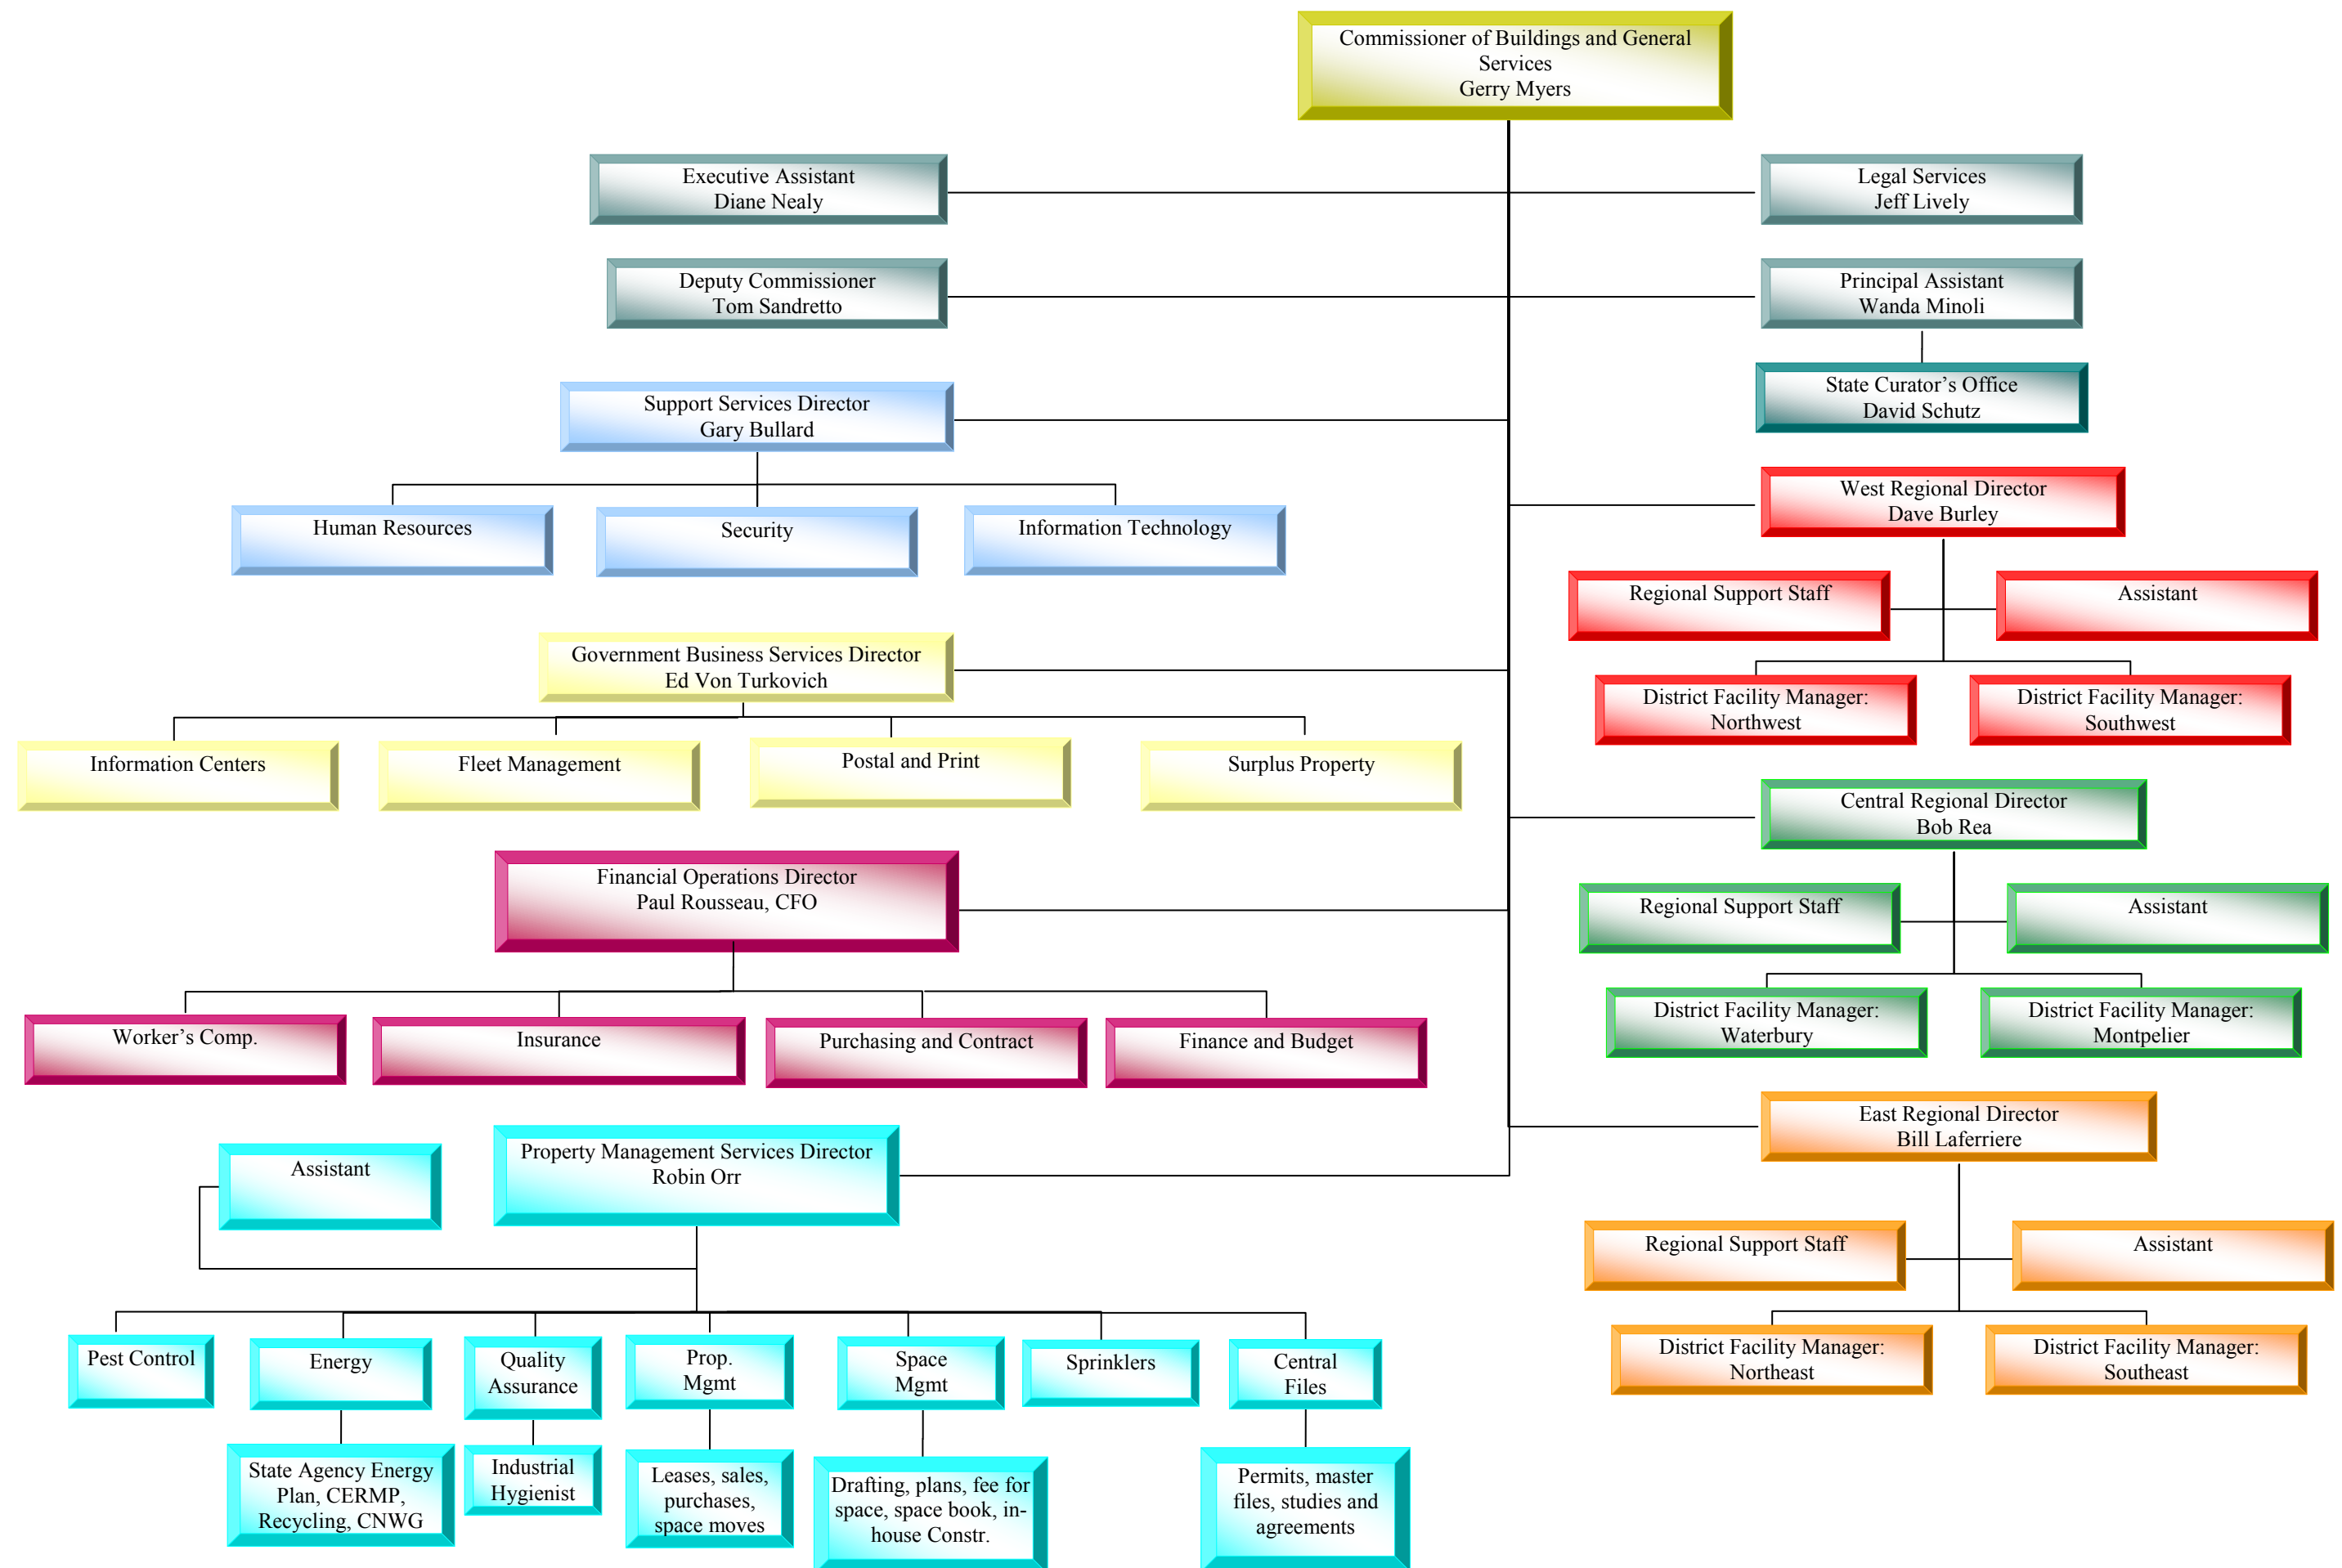 Commissioner of Buildings and General
Services
Gerry Myers
Executive Assistant
Diane Nealy
Legal Services
Jeff Lively
Deputy Commissioner
Tom Sandretto
Principal Assistant
Wanda Minoli
State Curator’s Office
David Schutz
Support Services Director
Gary Bullard
Human Resources
Security
Information Technology
West Regional Director
Dave Burley
Regional Support Staff
Assistant
District Facility Manager:
Northwest
District Facility Manager:
Southwest
Government Business Services Director
Ed Von Turkovich
Information Centers
Fleet Management
Postal and Print
Surplus Property
Central Regional Director
Bob Rea
Regional Support Staff
Assistant
District Facility Manager:
Waterbury
District Facility Manager:
Montpelier
Financial Operations Director
Paul Rousseau, CFO
Worker’s Comp.
Insurance
Purchasing and Contract
Finance and Budget
East Regional Director
Bill Laferriere
Regional Support Staff
Assistant
District Facility Manager:
Northeast
District Facility Manager:
Southeast
Assistant
Property Management Services Director
Robin Orr
Pest Control
Energy
Quality
Assurance
Prop.
Mgmt
Space
Mgmt
Sprinklers
Central
Files
State Agency Energy
Plan, CERMP,
Recycling, CNWG
Industrial
Hygienist
Leases, sales,
purchases,
space moves
Drafting, plans, fee for
space, space book, in-
house Constr.
Permits, master
files, studies and
agreements